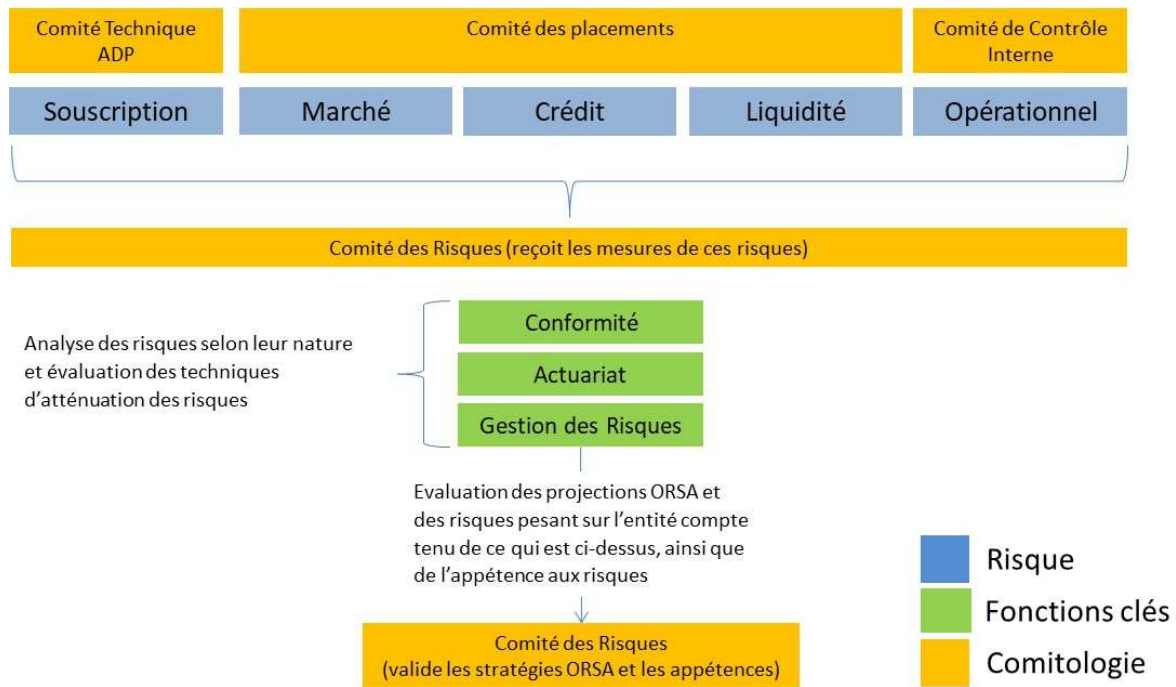 Comité Technique
ADP
Comité des placements
Comité de Contrôle
Interne
Souscription
Marché
Crédit
Liquidité
Opérationnel
Comité des Risques (reçoit les mesures de ces risques)
Analyse des risques selon leur nature
et évaluation des techniques
d'atténuation des risques
Conformité
Actuariat
Gestion des Risques
Evaluation des projections ORSA et
des risques pesant sur l'entité compte
tenu de ce qui est ci-dessus, ainsi que
de l'appétence aux risques
Comité des Risques
(valide les stratégies ORSA et les appétences)
Risque
Fonctions clés
Comitologie